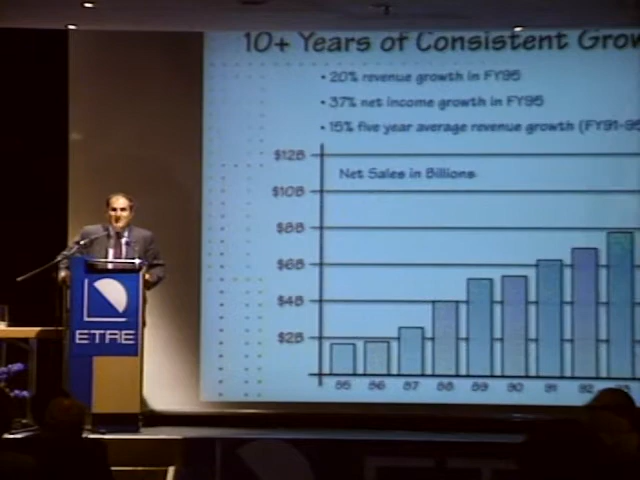 10+ Years of Consistent Grow
• 20% revenue growth in FY95
• 37% net income growth in FY95
• 15% five year average revenue growth (FY91-95
$12B
Net Sales in Billions
$10B
$8B
$6B
$4B
$2B
85 86 87 88 89 90 91 92 93
ETRE